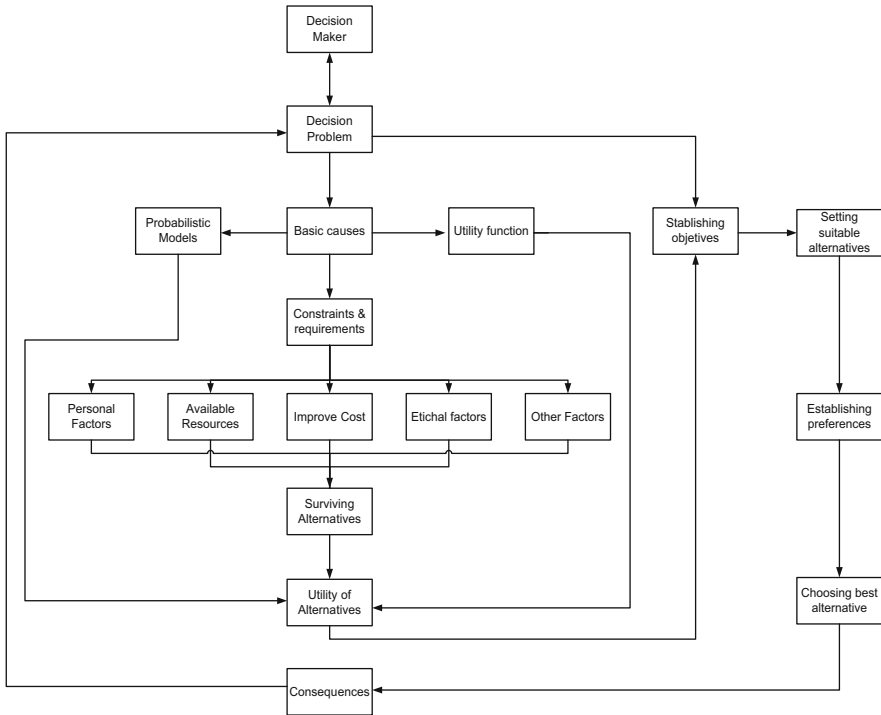 Decision
Maker
Decision
Problem
Probabilistic
Models
Basic causes
Utility function
Stablishing
objetives
Setting
suitable
alternatives
Constraints &
requirements
Personal
Factors
Available
Resources
Improve Cost
Etichal factors
Other Factors
Establishing
preferences
Surviving
Alternatives
Utility of
Alternatives
Choosing best
alternative
Consequences